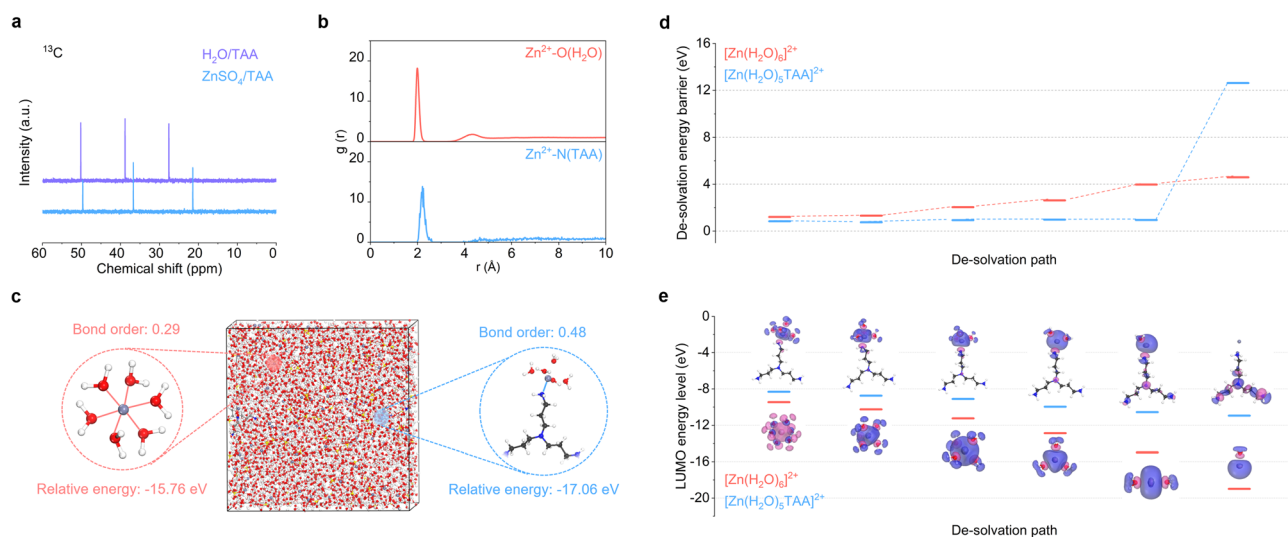 a
¹³C
H₂O/TAA
ZnSO₄/TAA
Intensity (a.u.)
60 50 40 30 20 10 0
Chemical shift (ppm)
b
Zn²⁺-O(H₂O)
20
10
0
g (r)
Zn²⁺-N(TAA)
20
10
0
0 2 4 6 8 10
r (Å)
c
Bond order: 0.29
Relative energy: -15.76 eV
Bond order: 0.48
Relative energy: -17.06 eV
d
[Zn(H₂O)₆]²⁺
[Zn(H₂O)₅TAA]²⁺
16
12
8
4
0
De-solvation energy barrier (eV)
De-solvation path
e
0
-4
-8
-12
-16
-20
LUMO energy level (eV)
[Zn(H₂O)₆]²⁺
[Zn(H₂O)₅TAA]²⁺
De-solvation path